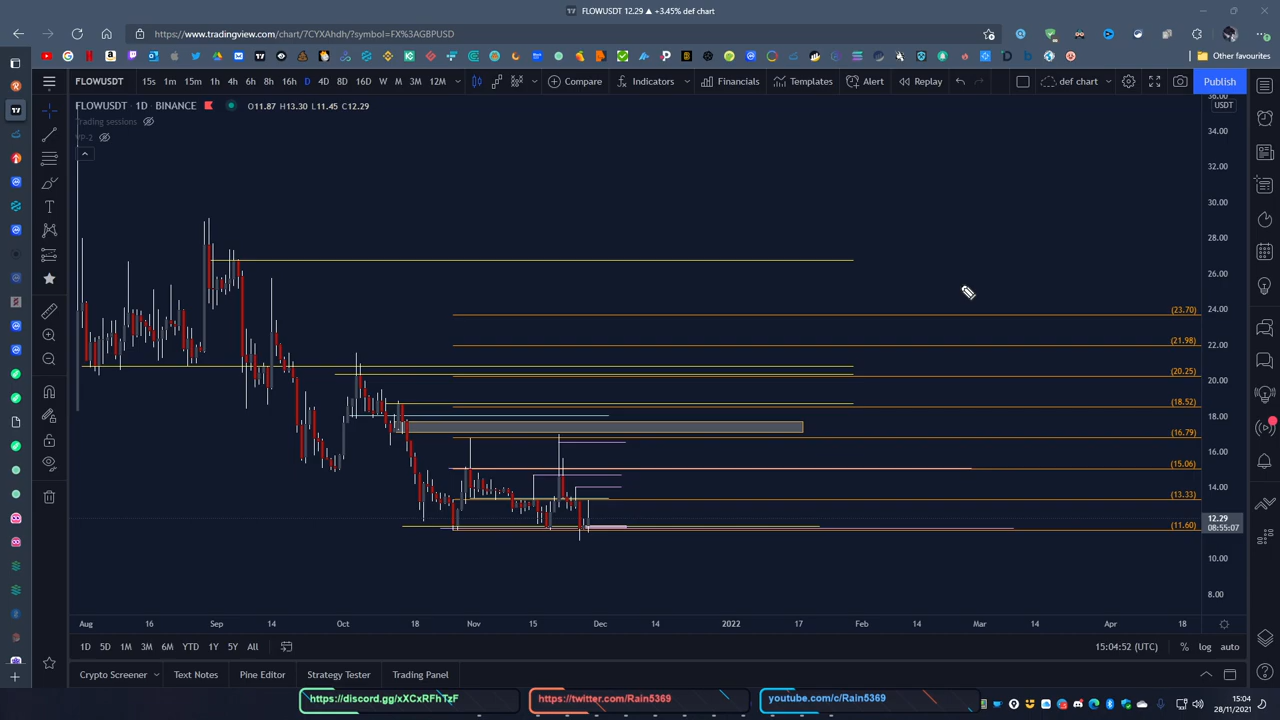 FLOWUSDT 12.29 ▲ +3.45% def chart
https://www.tradingview.com/chart/7CYXAhdh/?symbol=FX%3AGBPUSD
Other favourites
FLOWUSDT 15s 1m 15m 1h 4h 6h 8h 16h D 4D 8D 16D W M 3M 12M Compare Indicators Financials Templates Alert Replay def chart Publish
FLOWUSDT 1D BINANCE O11.87 H13.30 L11.45 C12.29
Trading sessions
VP-2
36.00
USDT
34.00
32.00
30.00
28.00
26.00
24.00
22.00
20.00
18.00
16.00
14.00
12.29
08:55:07
10.00
8.00
(23.70)
(21.98)
(20.25)
(18.52)
(16.79)
(15.06)
(13.33)
(11.60)
Aug 16 Sep 14 Oct 18 Nov 15 Dec 14 2022 17 Feb 14 Mar 14 Apr 18
1D 5D 1M 3M 6M YTD 1Y 5Y All 15:04:52 (UTC) % log auto
Crypto Screener Text Notes Pine Editor Strategy Tester Trading Panel
https://discord.gg/xXCxRFhTzF https://twitter.com/Rain5369 youtube.com/c/Rain5369
15:04
28/11/2021